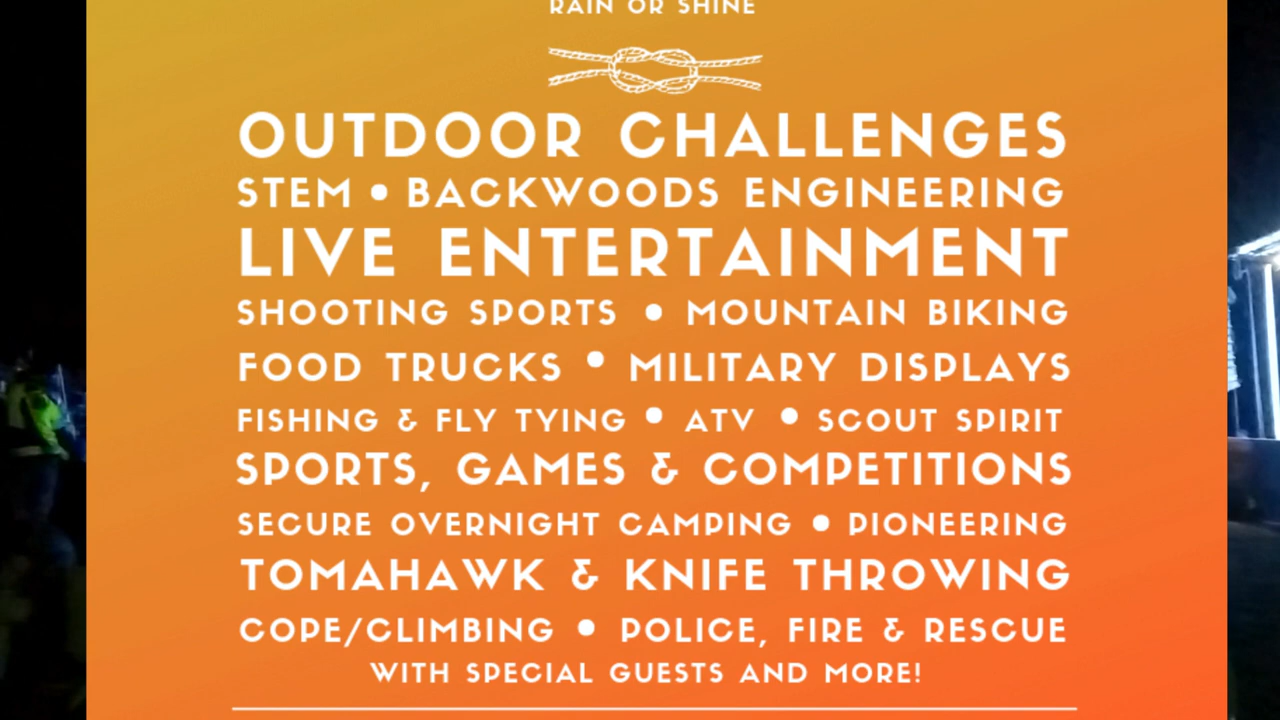 RAIN OR SHINE
OUTDOOR CHALLENGES
STEM • BACKWOODS ENGINEERING
LIVE ENTERTAINMENT
SHOOTING SPORTS • MOUNTAIN BIKING
FOOD TRUCKS • MILITARY DISPLAYS
FISHING & FLY TYING • ATV • SCOUT SPIRIT
SPORTS, GAMES & COMPETITIONS
SECURE OVERNIGHT CAMPING • PIONEERING
TOMAHAWK & KNIFE THROWING
COPE/CLIMBING • POLICE, FIRE & RESCUE
WITH SPECIAL GUESTS AND MORE!